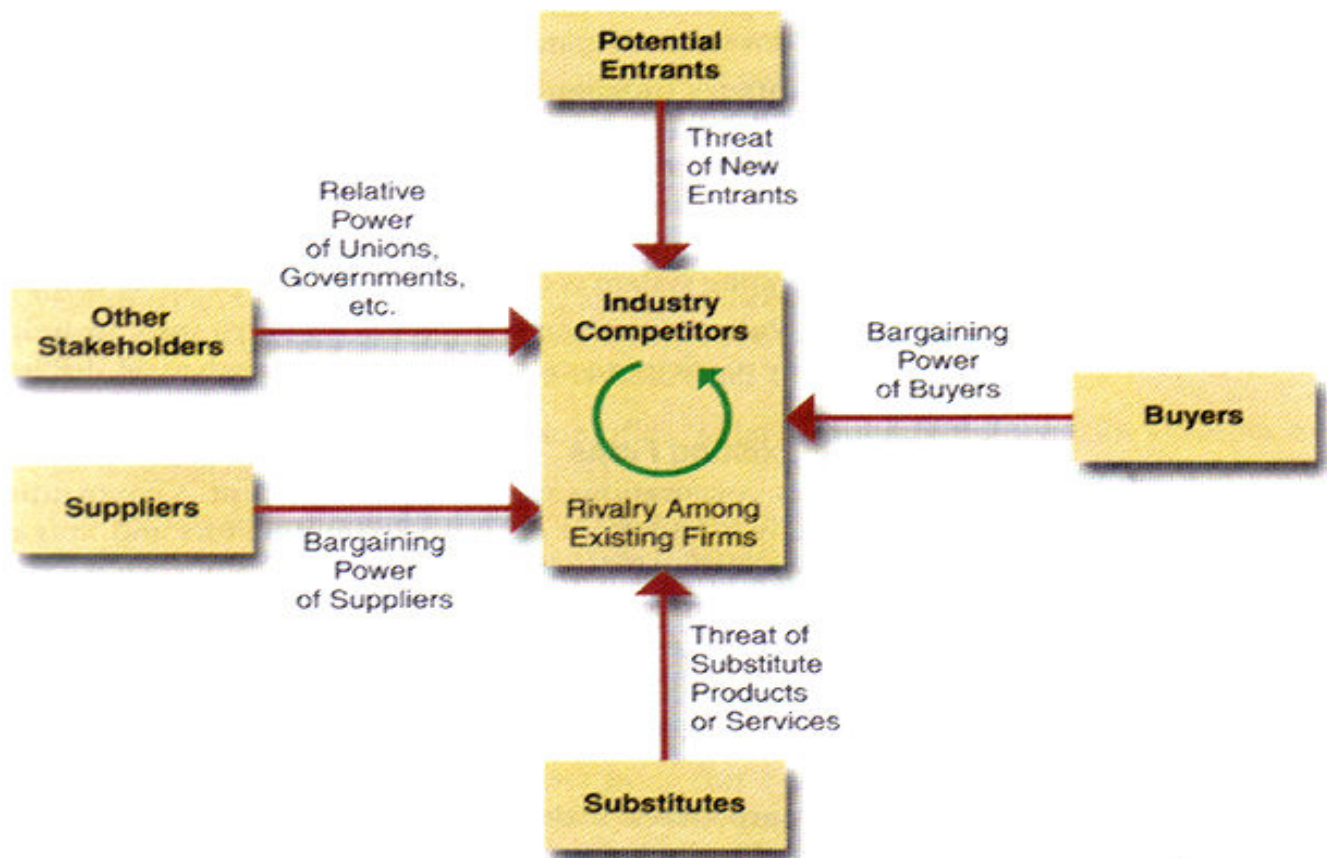 Potential
Entrants
Threat
of New
Entrants
Relative
Power
of Unions,
Governments,
etc.
Other
Stakeholders
Industry
Competitors
Rivalry Among
Existing Firms
Bargaining
Power
of Buyers
Buyers
Suppliers
Bargaining
Power
of Suppliers
Threat of
Substitute
Products
or Services
Substitutes